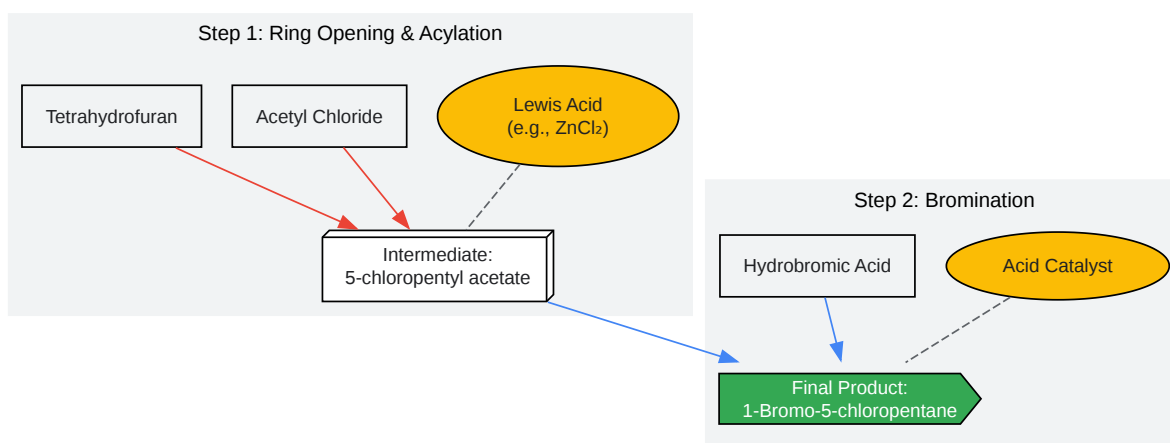 Step 1: Ring Opening & Acylation
Tetrahydrofuran
Acetyl Chloride
Lewis Acid
(e.g., ZnCl₂)
Intermediate:
5-chloropentyl acetate
Step 2: Bromination
Hydrobromic Acid
Acid Catalyst
Final Product:
1-Bromo-5-chloropentane